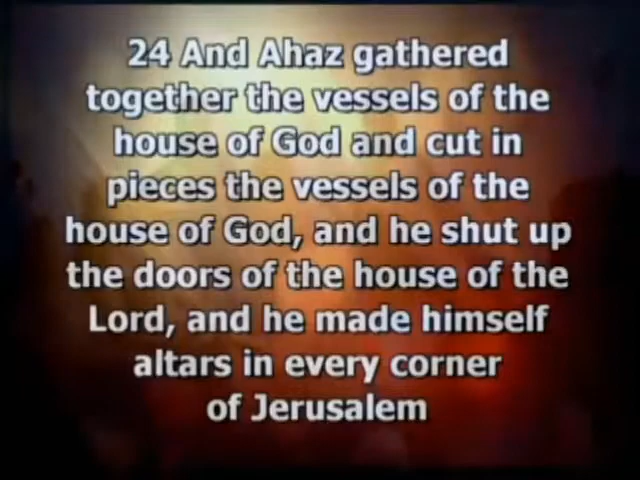 24 And Ahaz gathered
together the vessels of the
house of God and cut in
pieces the vessels of the
house of God, and he shut up
the doors of the house of the
Lord, and he made himself
altars in every corner
of Jerusalem